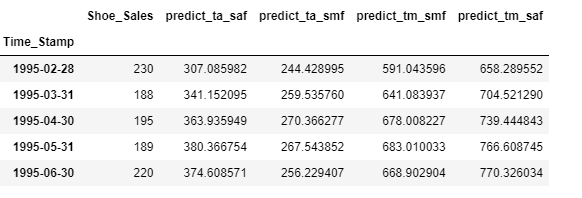 Shoe_Sales predict_ta_saf predict_ta_smf predict_tm_smf predict_tm_saf
Time_Stamp
1995-02-28 230 307.085982 244.428995 591.043596 658.289552
1995-03-31 188 341.152095 259.535760 641.083937 704.521290
1995-04-30 195 363.935949 270.366277 678.008227 739.444843
1995-05-31 189 380.366754 267.543852 683.010033 766.608745
1995-06-30 220 374.608571 256.229407 668.902904 770.326034